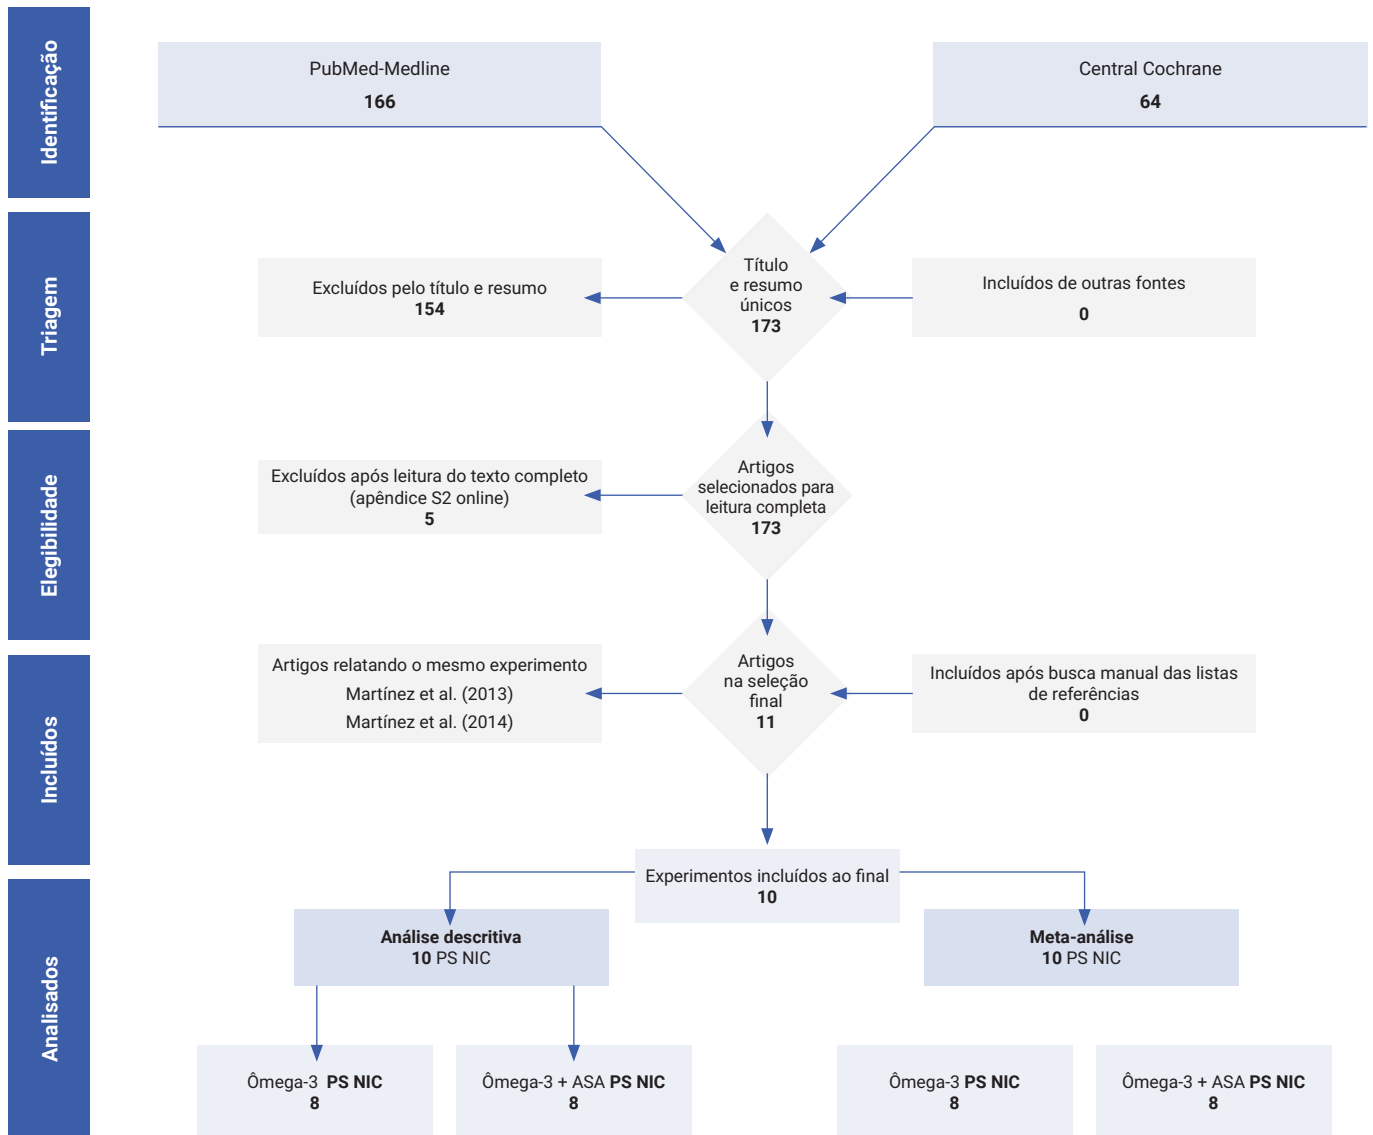 Identificação
PubMed-Medline
166
Central Cochrane
64
Triagem
Excluídos pelo título e resumo
154
Título
e resumo
únicos
173
Incluídos de outras fontes
0
Elegibilidade
Excluídos após leitura do texto completo
(apêndice S2 online)
5
Artigos
selecionados para
leitura completa
173
Incluídos
Artigos relatando o mesmo experimento
Martínez et al. (2013)
Martínez et al. (2014)
Artigos
na seleção
final
11
Incluídos após busca manual das listas
de referências
0
Analisados
Experimentos incluídos ao final
10
Análise descritiva
10 PS NIC
Meta-análise
10 PS NIC
Ômega-3 PS NIC
8
Ômega-3 + ASA PS NIC
8
Ômega-3 PS NIC
8
Ômega-3 + ASA PS NIC
8